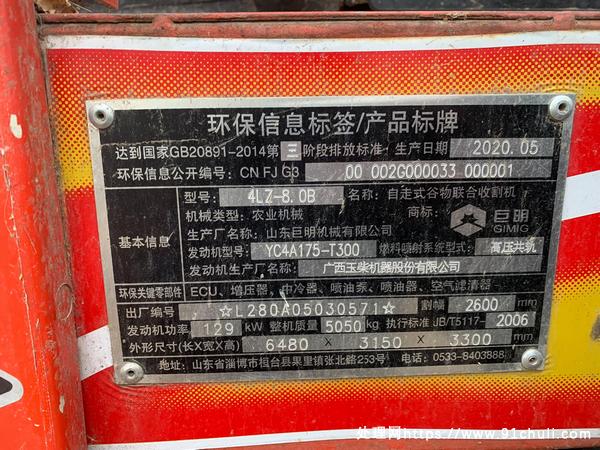 环保信息标签/产品标牌
达到国家GB20891-2014第三阶段排放标准 生产日期 2020.05
环保信息公开编号: CN FJ G3 00 002G000033 000001
基本信息
型号: 4LZ-8.0B 名称: 自走式谷物联合收割机
机械类型: 农业机械 商标: 巨明 GIMIG
生产厂名称: 山东巨明机械有限公司
发动机型号: YC4A175-T300 燃料喷射系统型式: 高压共轨
发动机生产厂名称: 广西玉柴机器股份有限公司
环保关键零部件 ECU、增压器、中冷器、喷油泵、喷油器、空气滤清器
出厂编号 ☆L280A05030571☆ 割幅 2600 mm
发动机功率 129 kW 整机质量 5050 kg 执行标准 JB/T5117-2006
外形尺寸(长X宽X高) 6480 X 3150 X 3300 mm
地址: 山东省淄博市桓台县果里镇张北路253号 电话: 0533-8403888
处理网https://www.91chuli.com